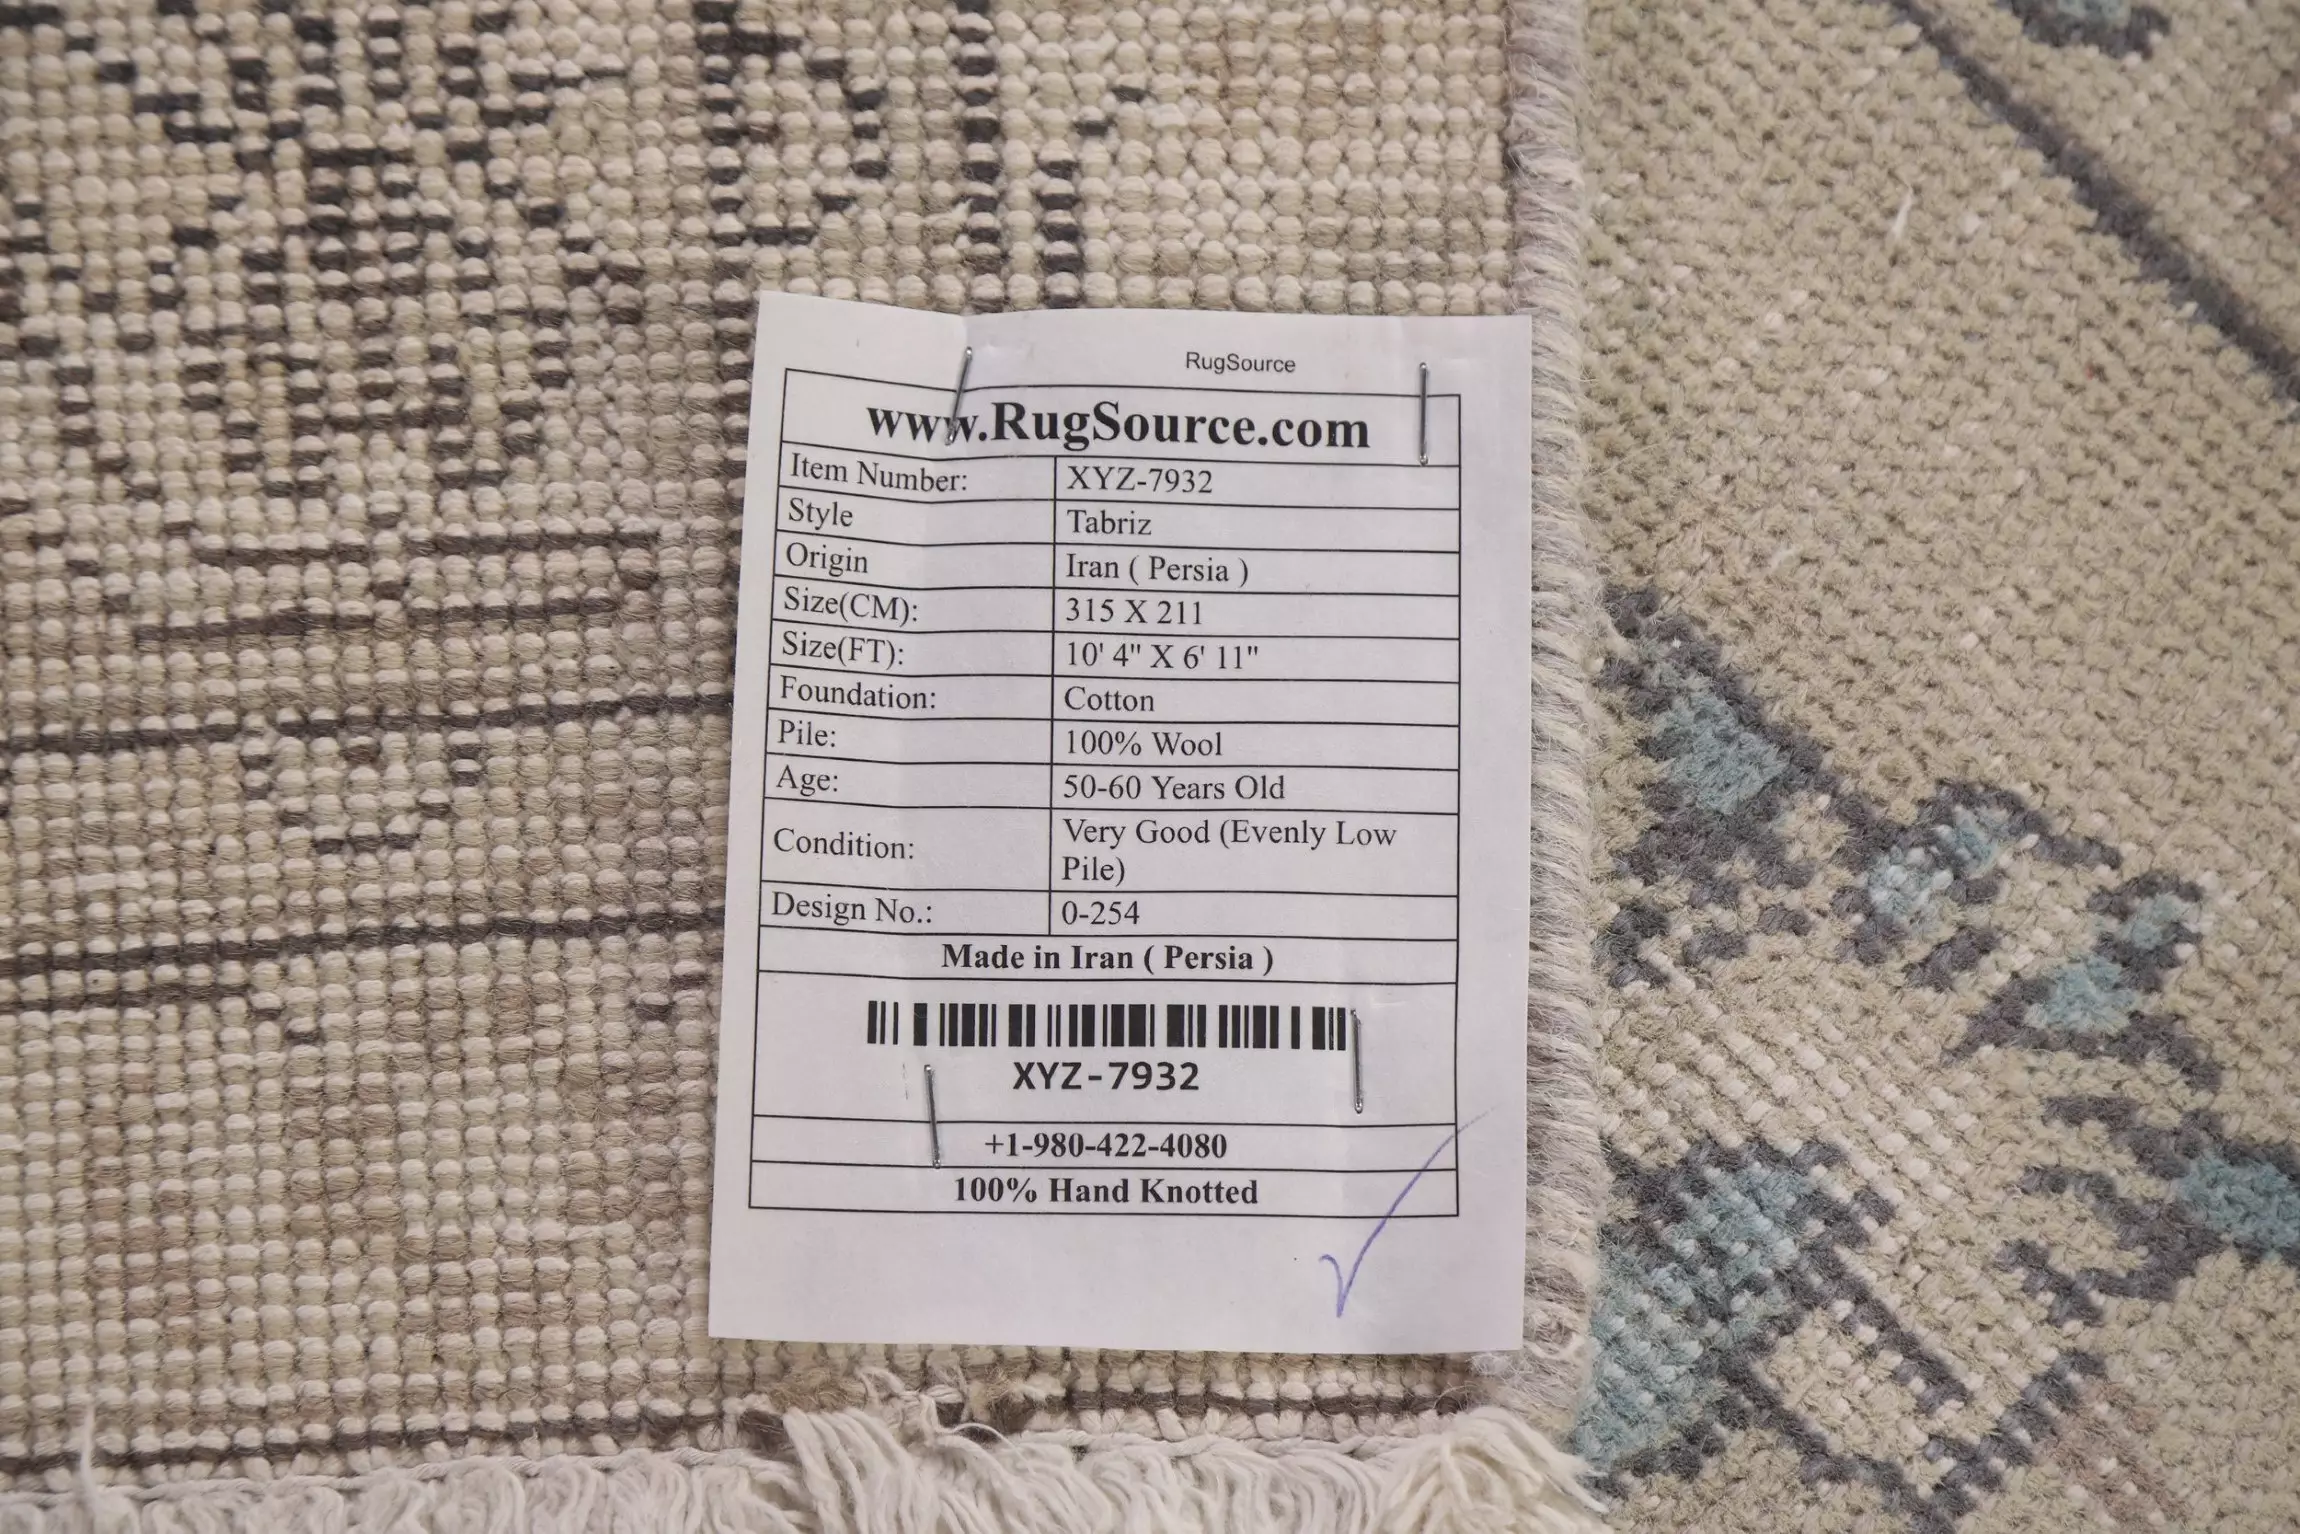 RugSource
www.RugSource.com
Item Number: XYZ-7932
Style Tabriz
Origin Iran ( Persia )
Size(CM): 315 X 211
Size(FT): 10' 4" X 6' 11"
Foundation: Cotton
Pile: 100% Wool
Age: 50-60 Years Old
Condition: Very Good (Evenly Low
Pile)
Design No.: 0-254
Made in Iran ( Persia )
XYZ-7932
+1-980-422-4080
100% Hand Knotted